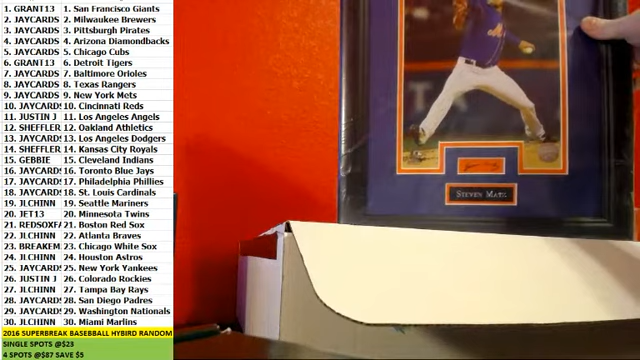 1. GRANT13 1. San Francisco Giants
2. JAYCARDS 2. Milwaukee Brewers
3. JAYCARDS 3. Pittsburgh Pirates
4. JAYCARDS 4. Arizona Diamondbacks
5. JAYCARDS 5. Chicago Cubs
6. GRANT13 6. Detroit Tigers
7. JAYCARDS 7. Baltimore Orioles
8. JAYCARDS 8. Texas Rangers
9. JAYCARDS 9. New York Mets
10. JAYCARDS 10. Cincinnati Reds
11. JUSTIN J 11. Los Angeles Angels
12. SHEFFLER 12. Oakland Athletics
13. JAYCARDS 13. Los Angeles Dodgers
14. SHEFFLER 14. Kansas City Royals
15. GEBBIE 15. Cleveland Indians
16. JAYCARDS 16. Toronto Blue Jays
17. JAYCARDS 17. Philadelphia Phillies
18. JAYCARDS 18. St. Louis Cardinals
19. JLCHINN 19. Seattle Mariners
20. JET13 20. Minnesota Twins
21. REDSOXFA 21. Boston Red Sox
22. JLCHINN 22. Atlanta Braves
23. BREAKEM 23. Chicago White Sox
24. JLCHINN 24. Houston Astros
25. JAYCARDS 25. New York Yankees
26. JUSTIN J 26. Colorado Rockies
27. JLCHINN 27. Tampa Bay Rays
28. JAYCARDS 28. San Diego Padres
29. JAYCARDS 29. Washington Nationals
30. JLCHINN 30. Miami Marlins
2016 SUPERBREAK BASEBBALL HYBIRD RANDOM
SINGLE SPOTS @$23
4 SPOTS @$87 SAVE $5
Mets
STEVEN MATZ